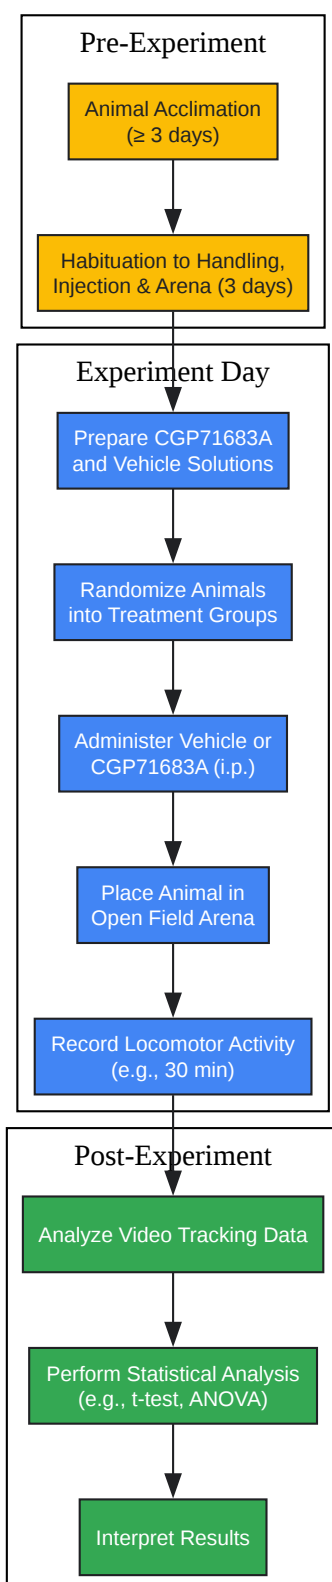 Pre-Experiment
Animal Acclimation
(≥ 3 days)
Habituation to Handling,
Injection & Arena (3 days)
Experiment Day
Prepare CGP71683A
and Vehicle Solutions
Randomize Animals
into Treatment Groups
Administer Vehicle or
CGP71683A (i.p.)
Place Animal in
Open Field Arena
Record Locomotor Activity
(e.g., 30 min)
Post-Experiment
Analyze Video Tracking Data
Perform Statistical Analysis
(e.g., t-test, ANOVA)
Interpret Results